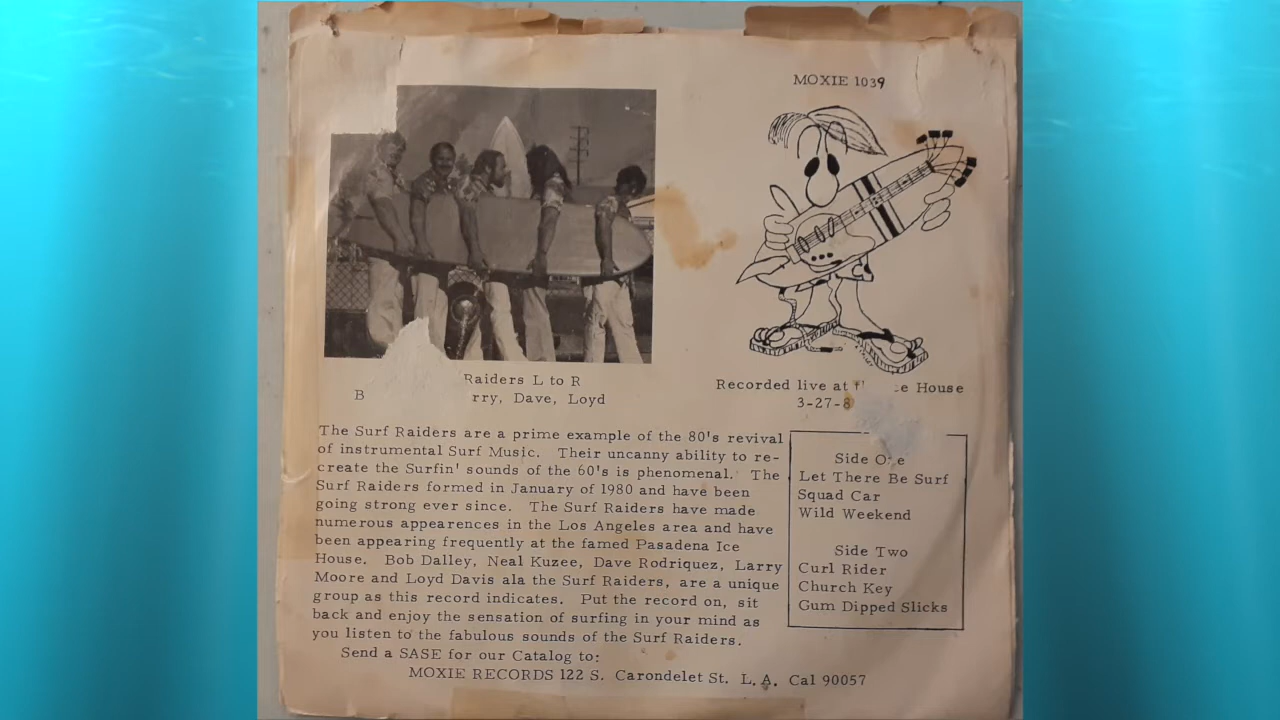 MOXIE 1039
Raiders L to R
B rry, Dave, Loyd
Recorded live at House
3-27-8
The Surf Raiders are a prime example of the 80's revival
of instrumental Surf Music. Their uncanny ability to re-
create the Surfin' sounds of the 60's is phenomenal. The
Surf Raiders formed in January of 1980 and have been
going strong ever since. The Surf Raiders have made
numerous appearences in the Los Angeles area and have
been appearing frequently at the famed Pasadena Ice
House. Bob Dalley, Neal Kuzee, Dave Rodriquez, Larry
Moore and Loyd Davis ala the Surf Raiders, are a unique
group as this record indicates. Put the record on, sit
back and enjoy the sensation of surfing in your mind as
you listen to the fabulous sounds of the Surf Raiders.
Send a SASE for our Catalog to:
MOXIE RECORDS 122 S. Carondelet St. L.A. Cal 90057
Side One
Let There Be Surf
Squad Car
Wild Weekend
Side Two
Curl Rider
Church Key
Gum Dipped Slicks